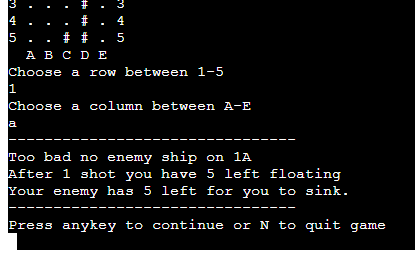 3 . . . # . 3
4 . . . # . 4
5 . . # # . 5
A B C D E
Choose a row between 1-5
1
Choose a column between A-E
a
--------------------------------
Too bad no enemy ship on 1A
After 1 shot you have 5 left floating
Your enemy has 5 left for you to sink.
--------------------------------
Press anykey to continue or N to quit game